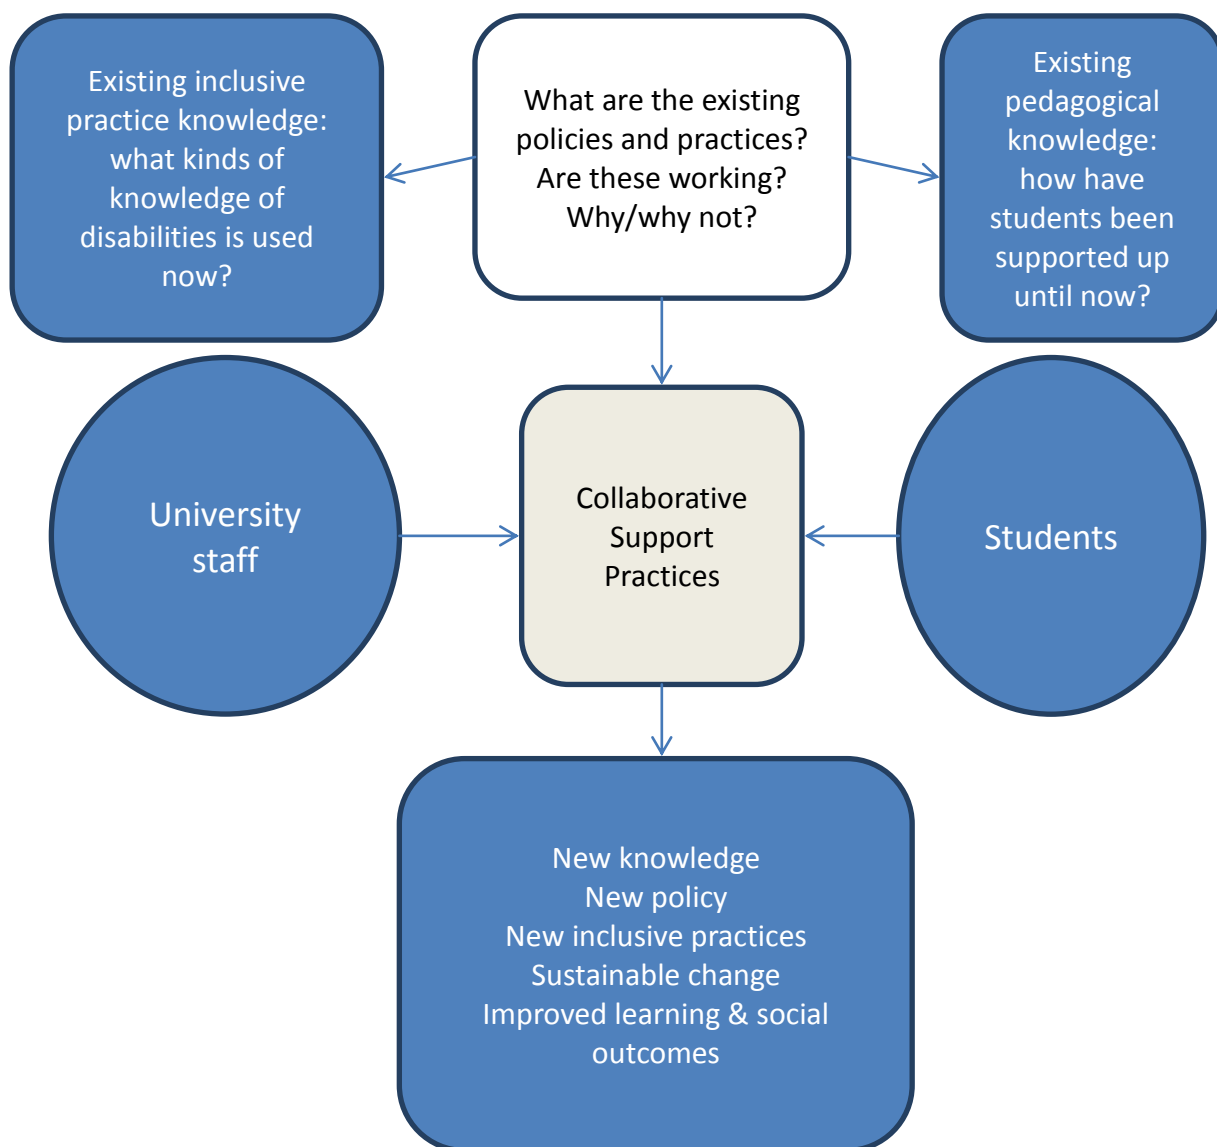 Existing inclusive
practice knowledge:
what kinds of
knowledge of
disabilities is used
now?
What are the existing
policies and practices?
Are these working?
Why/why not?
Existing
pedagogical
knowledge:
how have
students been
supported up
until now?
University
staff
Collaborative
Support
Practices
Students
New knowledge
New policy
New inclusive practices
Sustainable change
Improved learning & social
outcomes